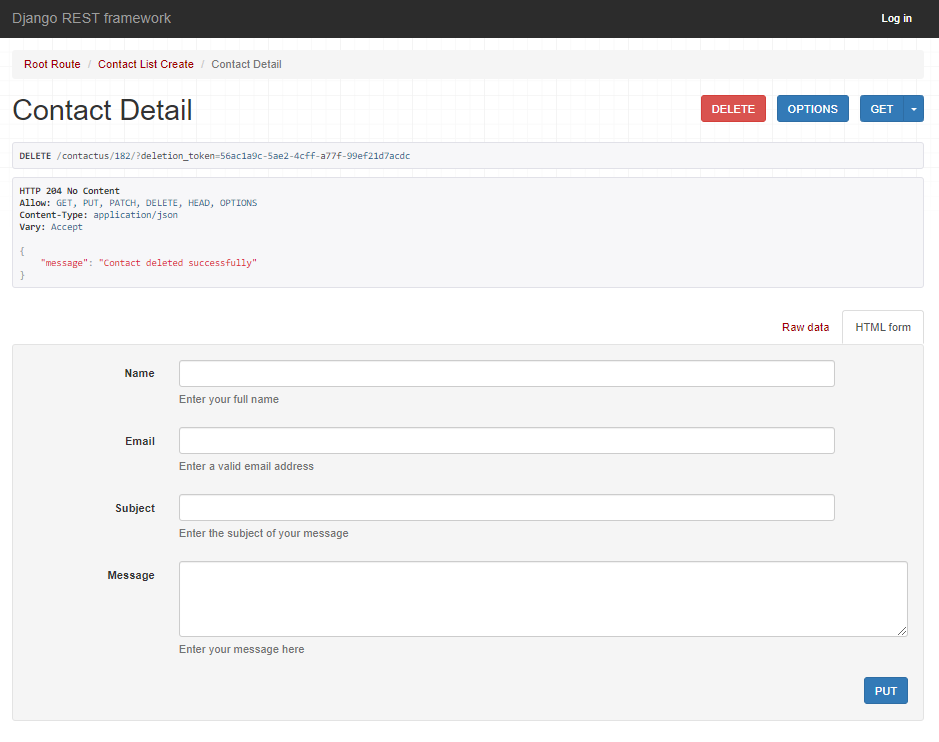 Django REST framework Log in
Root Route / Contact List Create / Contact Detail
Contact Detail DELETE OPTIONS GET
DELETE /contactus/182/?deletion_token=56ac1a9c-5ae2-4cff-a77f-99ef21d7acdc
HTTP 204 No Content
Allow: GET, PUT, PATCH, DELETE, HEAD, OPTIONS
Content-Type: application/json
Vary: Accept
{
"message": "Contact deleted successfully"
}
Raw data HTML form
Name
Enter your full name
Email
Enter a valid email address
Subject
Enter the subject of your message
Message
Enter your message here
PUT